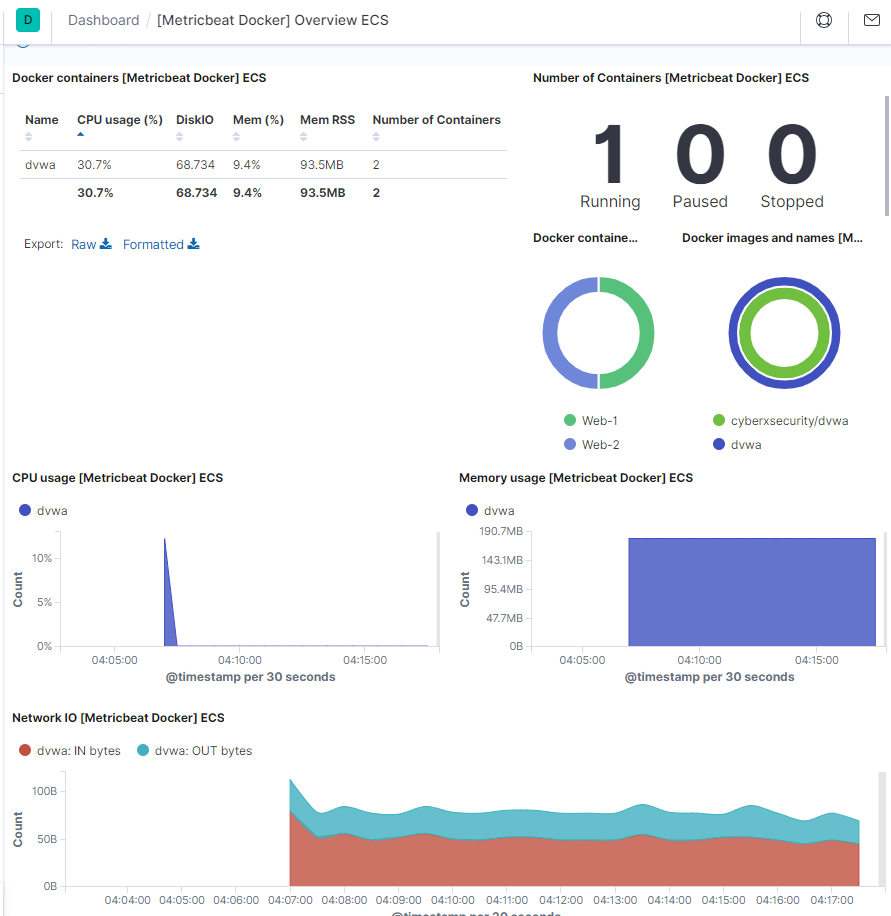 D Dashboard / [Metricbeat Docker] Overview ECS
Docker containers [Metricbeat Docker] ECS
Name CPU usage (%) DiskIO Mem (%) Mem RSS Number of Containers
dvwa 30.7% 68.734 9.4% 93.5MB 2
30.7% 68.734 9.4% 93.5MB 2
Export: Raw Formatted
Number of Containers [Metricbeat Docker] ECS
1 0 0
Running Paused Stopped
Docker containe...
Web-1
Web-2
Docker images and names [M...
cyberxsecurity/dvwa
dvwa
CPU usage [Metricbeat Docker] ECS
dvwa
10%
5%
0%
Count
04:05:00 04:10:00 04:15:00
@timestamp per 30 seconds
Memory usage [Metricbeat Docker] ECS
dvwa
190.7MB
143.1MB
95.4MB
47.7MB
0B
Count
04:05:00 04:10:00 04:15:00
@timestamp per 30 seconds
Network IO [Metricbeat Docker] ECS
dvwa: IN bytes dvwa: OUT bytes
100B
50B
0B
Count
04:04:00 04:05:00 04:06:00 04:07:00 04:08:00 04:09:00 04:10:00 04:11:00 04:12:00 04:13:00 04:14:00 04:15:00 04:16:00 04:17:00
@timestamp per 30 seconds